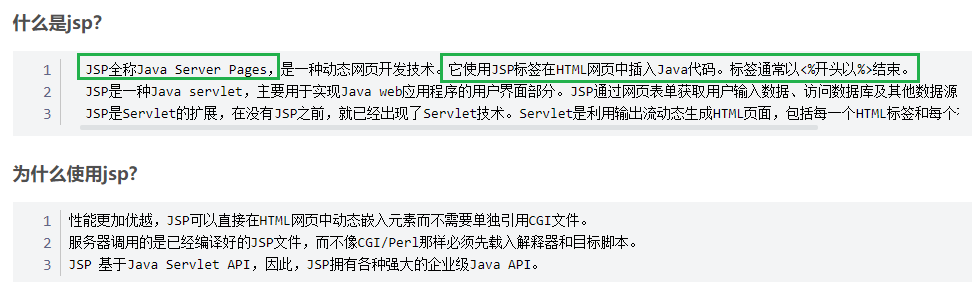 什么是jsp?
1 JSP全称Java Server Pages，是一种动态网页开发技术。它使用JSP标签在HTML网页中插入Java代码。标签通常以<%开头以%>结束。
2 JSP是一种Java servlet，主要用于实现Java web应用程序的用户界面部分。JSP通过网页表单获取用户输入数据、访问数据库及其他数据源
3 JSP是Servlet的扩展，在没有JSP之前，就已经出现了Servlet技术。Servlet是利用输出流动态生成HTML页面，包括每一个HTML标签和每个
为什么使用jsp?
1 性能更加优越，JSP可以直接在HTML网页中动态嵌入元素而不需要单独引用CGI文件。
2 服务器调用的是已经编译好的JSP文件，而不像CGI/Perl那样必须先载入解释器和目标脚本。
3 JSP 基于Java Servlet API，因此，JSP拥有各种强大的企业级Java API。